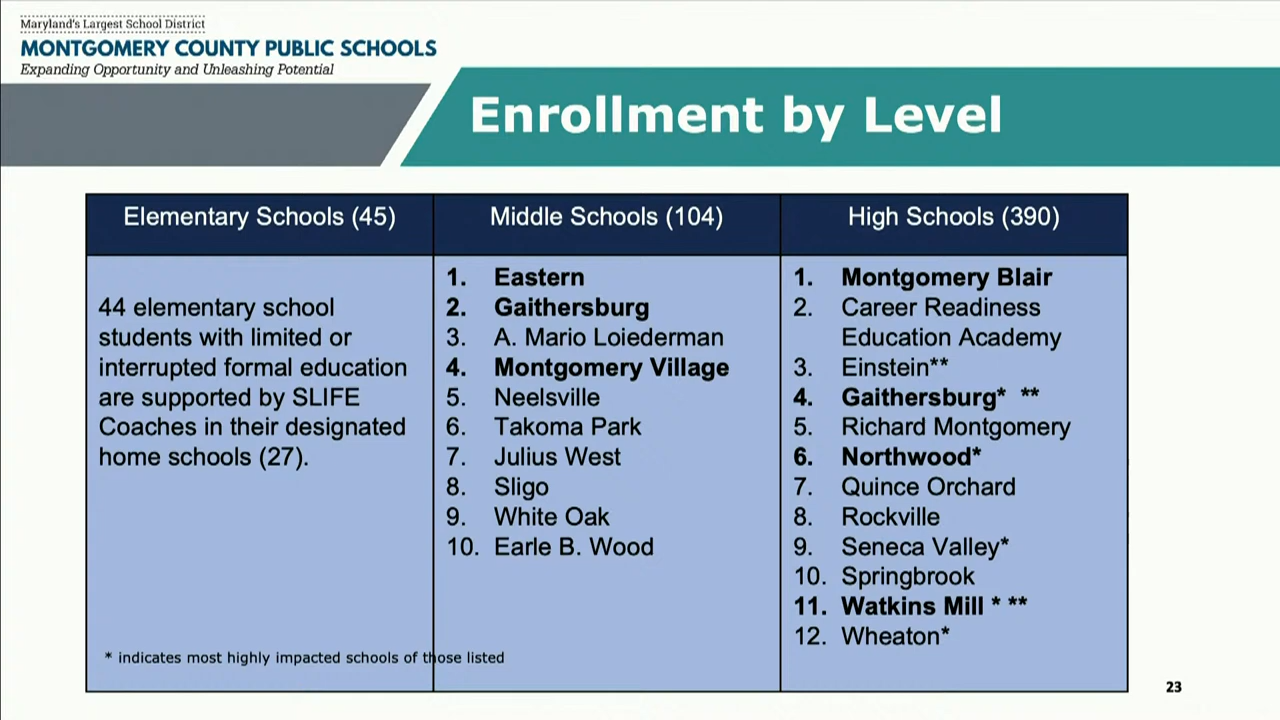 Maryland's Largest School District
MONTGOMERY COUNTY PUBLIC SCHOOLS
Expanding Opportunity and Unleashing Potential
Enrollment by Level
Elementary Schools (45)
44 elementary school
students with limited or
interrupted formal education
are supported by SLIFE
Coaches in their designated
home schools (27).
Middle Schools (104)
1. Eastern
2. Gaithersburg
3. A. Mario Loiederman
4. Montgomery Village
5. Neelsville
6. Takoma Park
7. Julius West
8. Sligo
9. White Oak
10. Earle B. Wood
High Schools (390)
1. Montgomery Blair
2. Career Readiness
Education Academy
3. Einstein**
4. Gaithersburg* **
5. Richard Montgomery
6. Northwood*
7. Quince Orchard
8. Rockville
9. Seneca Valley*
10. Springbrook
11. Watkins Mill * **
12. Wheaton*
* indicates most highly impacted schools of those listed
23